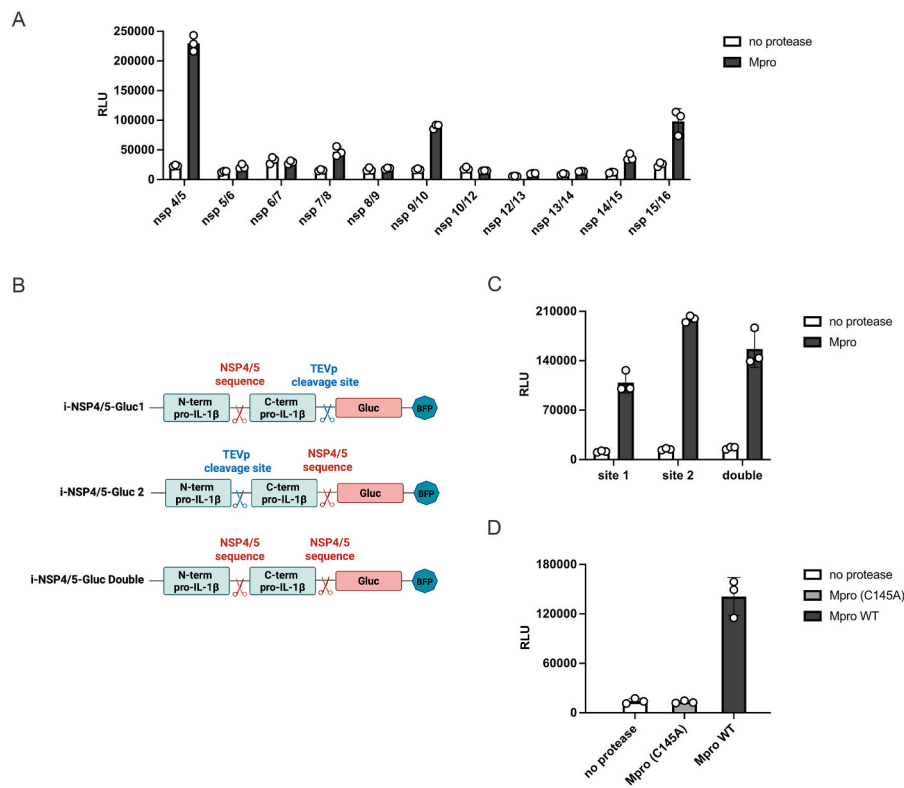 A
250000
200000
150000
100000
50000
0
RLU
no protease
Mpro
nsp 4/5
nsp 5/6
nsp 6/7
nsp 7/8
nsp 8/9
nsp 9/10
nsp 10/12
nsp 12/13
nsp 13/14
nsp 14/15
nsp 15/16
B
NSP4/5
sequence
TEVp
cleavage site
i-NSP4/5-Gluc1
N-term
pro-IL-1β
C-term
pro-IL-1β
Gluc
BFP
TEVp
cleavage site
NSP4/5
sequence
i-NSP4/5-Gluc 2
N-term
pro-IL-1β
C-term
pro-IL-1β
Gluc
BFP
NSP4/5
sequence
NSP4/5
sequence
i-NSP4/5-Gluc Double
N-term
pro-IL-1β
C-term
pro-IL-1β
Gluc
BFP
C
210000
140000
70000
0
RLU
no protease
Mpro
site 1
site 2
double
D
180000
120000
60000
0
RLU
no protease
Mpro (C145A)
Mpro WT
no protease
Mpro (C145A)
Mpro WT